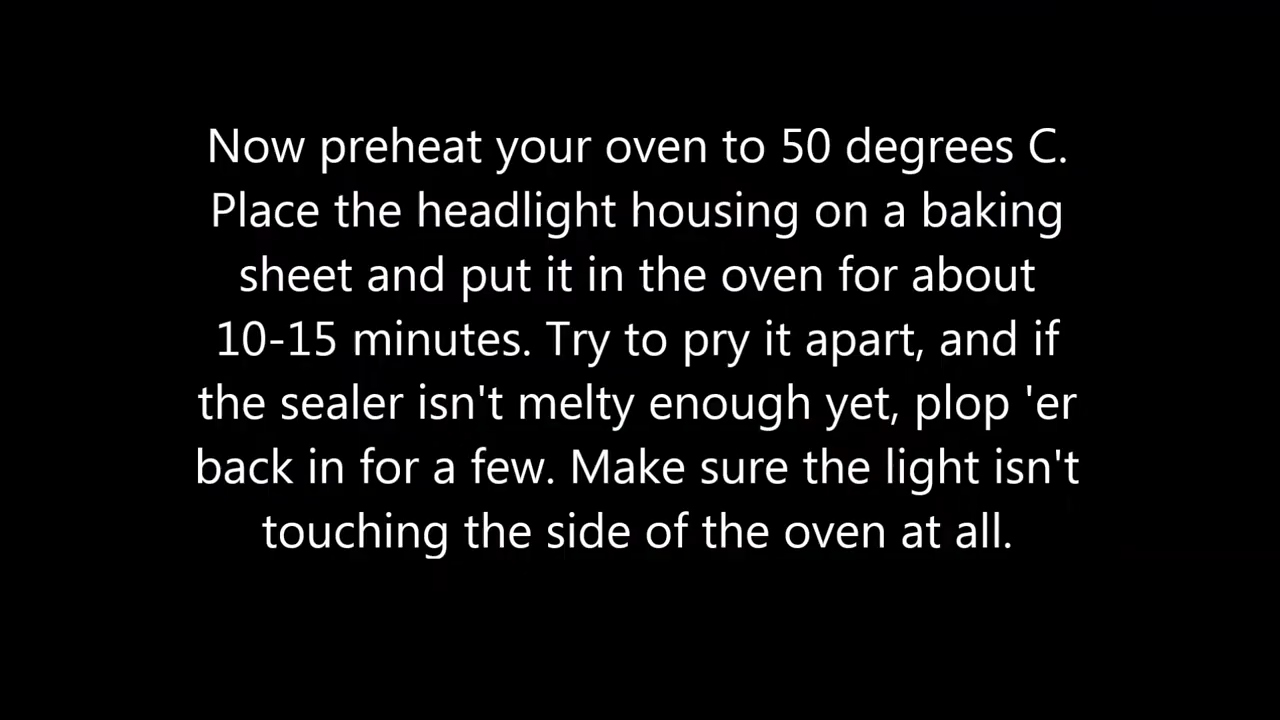 Now preheat your oven to 50 degrees C.
Place the headlight housing on a baking
sheet and put it in the oven for about
10-15 minutes. Try to pry it apart, and if
the sealer isn't melty enough yet, plop 'er
back in for a few. Make sure the light isn't
touching the side of the oven at all.